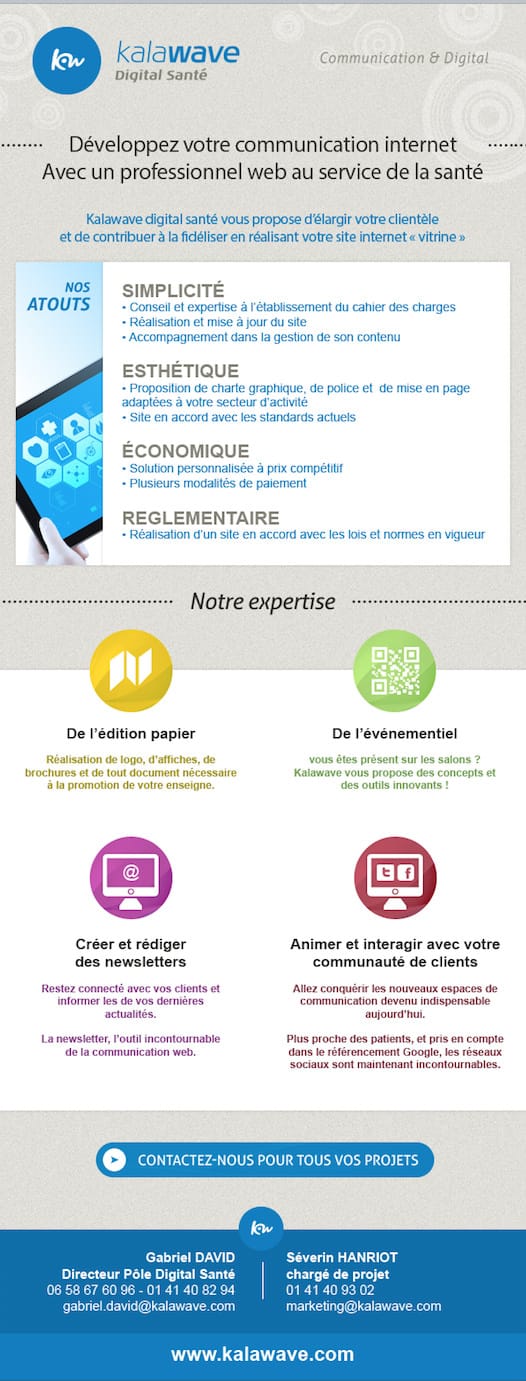 kalawave
Digital Santé
Communication & Digital
Développez votre communication internet
Avec un professionnel web au service de la santé
Kalawave digital santé vous propose d'élargir votre clientèle
et de contribuer à la fidéliser en réalisant votre site internet « vitrine »
NOS
ATOUTS
SIMPLICITÉ
• Conseil et expertise à l'établissement du cahier des charges
• Réalisation et mise à jour du site
• Accompagnement dans la gestion de son contenu
ESTHÉTIQUE
• Proposition de charte graphique, de police et de mise en page
adaptées à votre secteur d'activité
• Site en accord avec les standards actuels
ÉCONOMIQUE
• Solution personnalisée à prix compétitif
• Plusieurs modalités de paiement
REGLEMENTAIRE
• Réalisation d'un site en accord avec les lois et normes en vigueur
Notre expertise
De l'édition papier
Réalisation de logo, d'affiches, de
brochures et de tout document nécessaire
à la promotion de votre enseigne.
De l'événementiel
vous êtes présent sur les salons ?
Kalawave vous propose des concepts et
des outils innovants !
@
Créer et rédiger
des newsletters
Restez connecté avec vos clients et
informer les de vos dernières
actualités.
La newsletter, l'outil incontournable
de la communication web.
t f
Animer et interagir avec votre
communauté de clients
Allez conquérir les nouveaux espaces de
communication devenu indispensable
aujourd'hui.
Plus proche des patients, et pris en compte
dans le référencement Google, les réseaux
sociaux sont maintenant incontournables.
CONTACTEZ-NOUS POUR TOUS VOS PROJETS
kw
Gabriel DAVID
Directeur Pôle Digital Santé
06 58 67 60 96 - 01 41 40 82 94
gabriel.david@kalawave.com
Séverin HANRIOT
chargé de projet
01 41 40 93 02
marketing@kalawave.com
www.kalawave.com